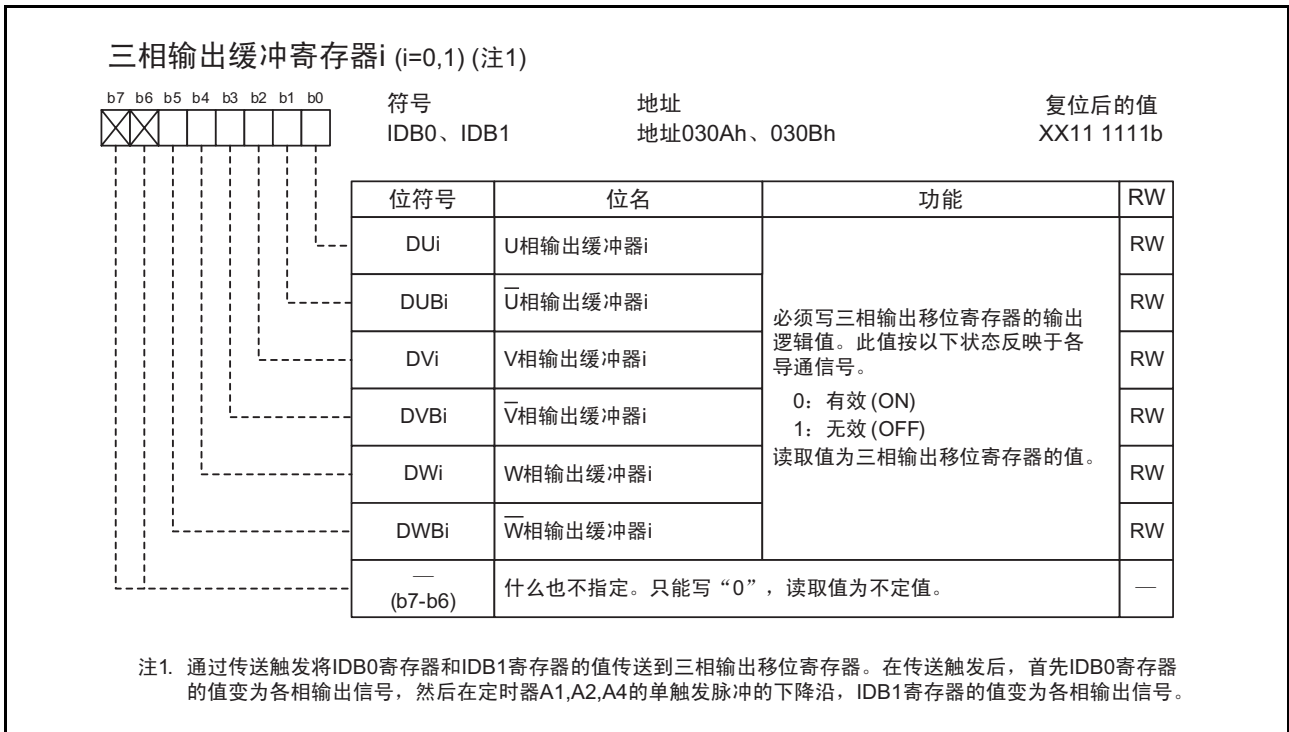 三相输出缓冲寄存器i (i=0,1) (注1)
b7 b6 b5 b4 b3 b2 b1 b0
符号 地址 复位后的值
IDB0、IDB1 地址030Ah、030Bh XX11 1111b
位符号 位名 功能 RW
DUi U相输出缓冲器i RW
DUBi U̅相输出缓冲器i RW
DVi V相输出缓冲器i RW
DVBi V̅相输出缓冲器i RW
DWi W相输出缓冲器i RW
DWBi W̅相输出缓冲器i RW
必须写三相输出移位寄存器的输出
逻辑值。此值按以下状态反映于各
导通信号。
0：有效 (ON)
1：无效 (OFF)
读取值为三相输出移位寄存器的值。
—
(b7-b6) 什么也不指定。只能写“0”，读取值为不定值。 —
注1. 通过传送触发将IDB0寄存器和IDB1寄存器的值传送到三相输出移位寄存器。在传送触发后，首先IDB0寄存器
的值变为各相输出信号，然后在定时器A1,A2,A4的单触发脉冲的下降沿，IDB1寄存器的值变为各相输出信号。